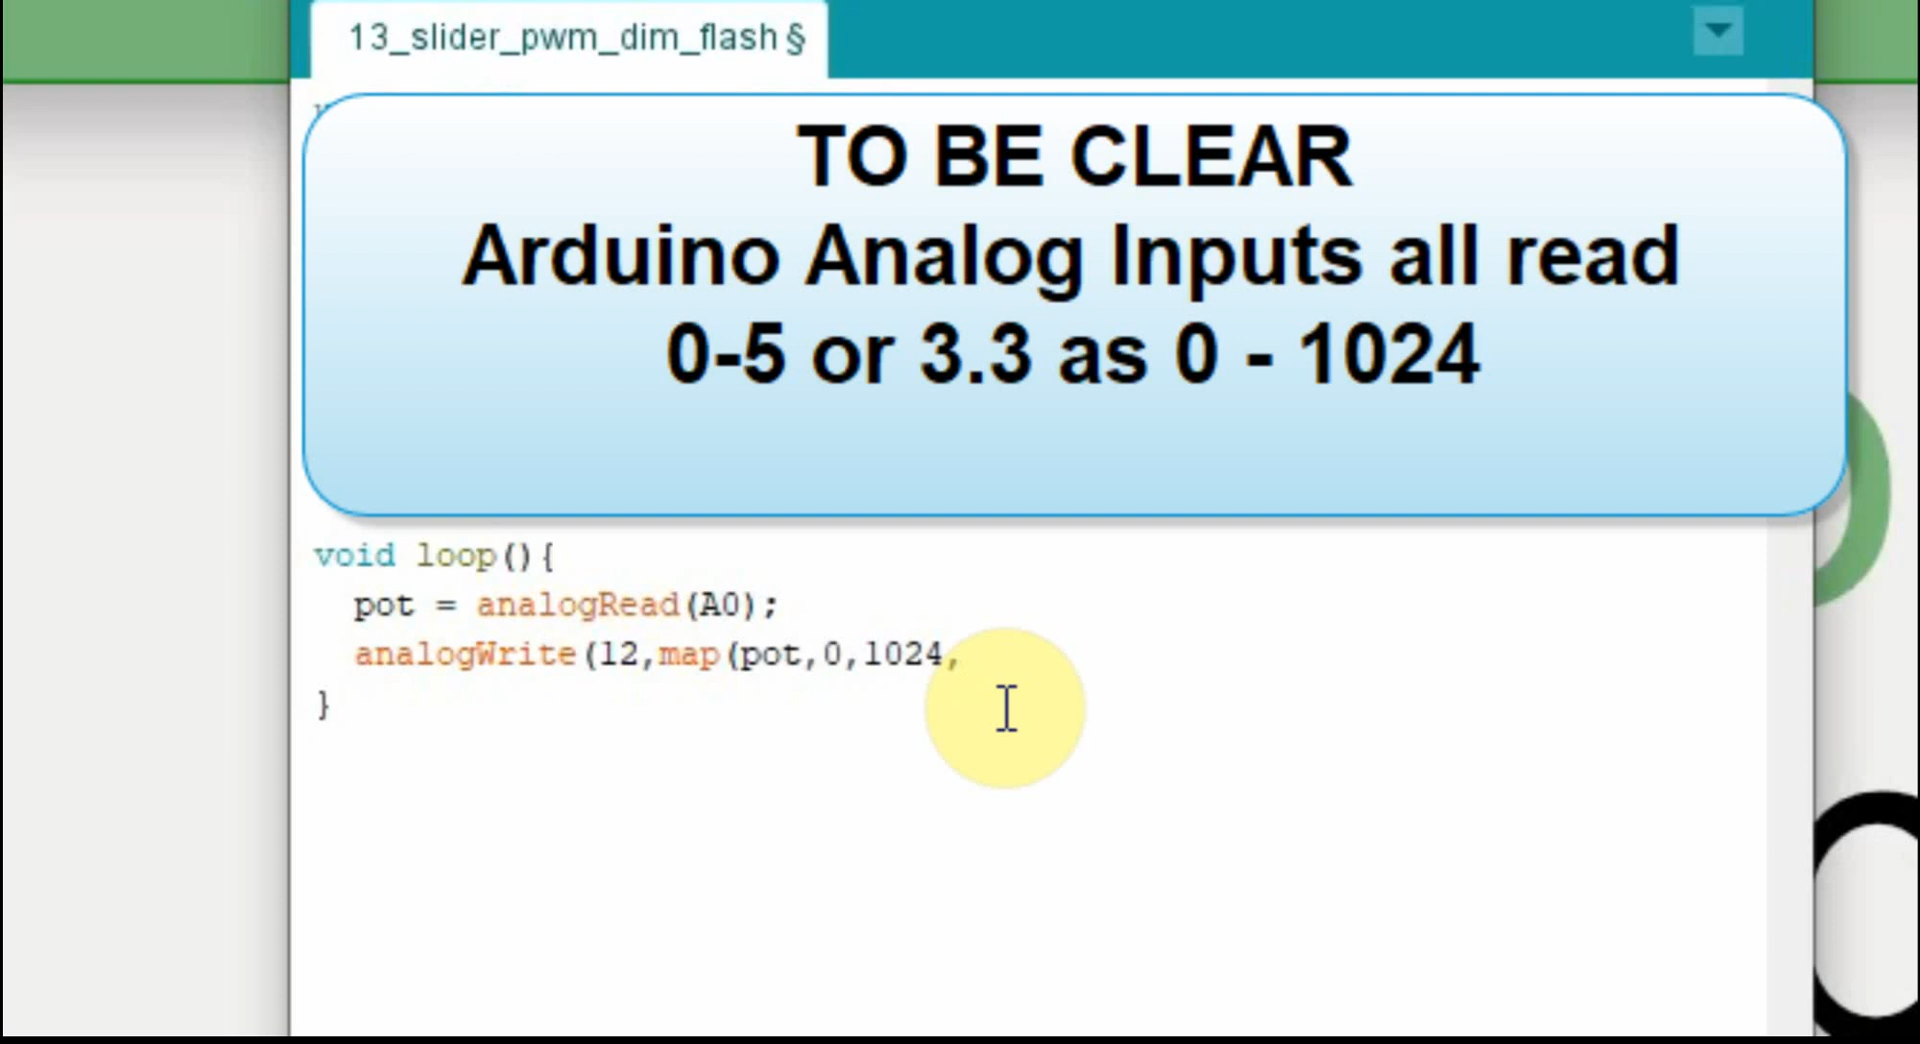 13_slider_pwm_dim_flash §
TO BE CLEAR
Arduino Analog Inputs all read
0-5 or 3.3 as 0 - 1024
void loop(){
pot = analogRead(A0);
analogWrite(12,map(pot,0,1024,
}